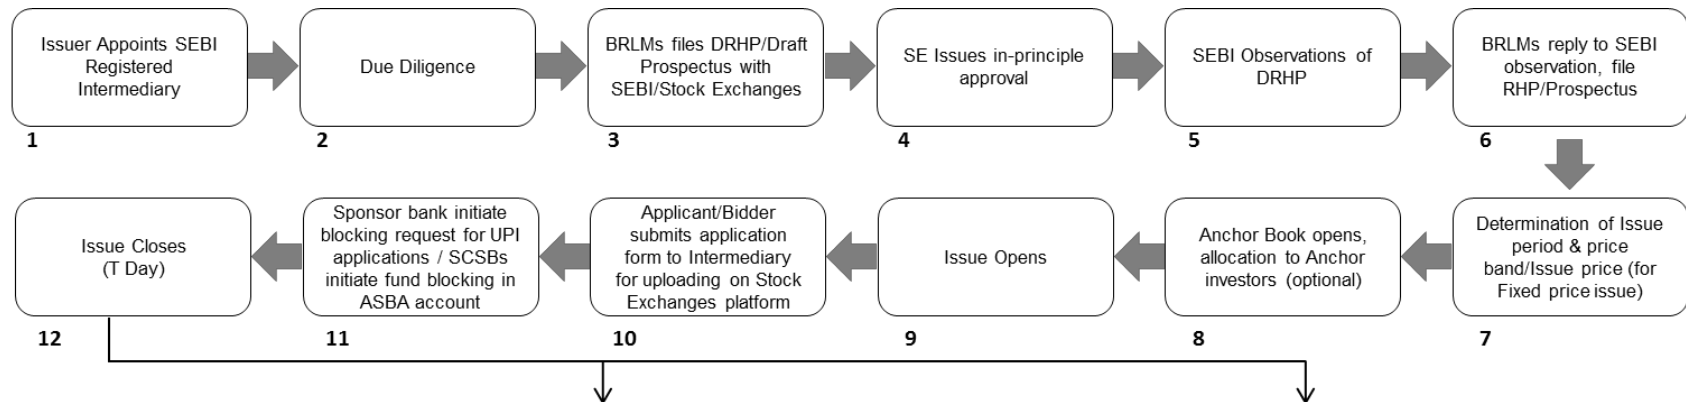 Issuer Appoints SEBI
Registered
Intermediary
1
Due Diligence
2
BRLMs files DRHP/Draft
Prospectus with
SEBI/Stock Exchanges
3
SE Issues in-principle
approval
4
SEBI Observations of
DRHP
5
BRLMs reply to SEBI
observation, file
RHP/Prospectus
6
Determination of Issue
period & price
band/Issue price (for
Fixed price issue)
7
Anchor Book opens,
allocation to Anchor
investors (optional)
8
Issue Opens
9
Applicant/Bidder
submits application
form to Intermediary
for uploading on Stock
Exchanges platform
10
Sponsor bank initiate
blocking request for UPI
applications / SCSBs
initiate fund blocking in
ASBA account
11
Issue Closes
(T Day)
12